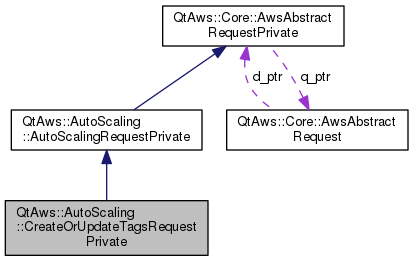 QtAws::Core::AwsAbstract
RequestPrivate
d_ptr
q_ptr
QtAws::AutoScaling
::AutoScalingRequestPrivate
QtAws::Core::AwsAbstract
Request
QtAws::AutoScaling
::CreateOrUpdateTagsRequest
Private